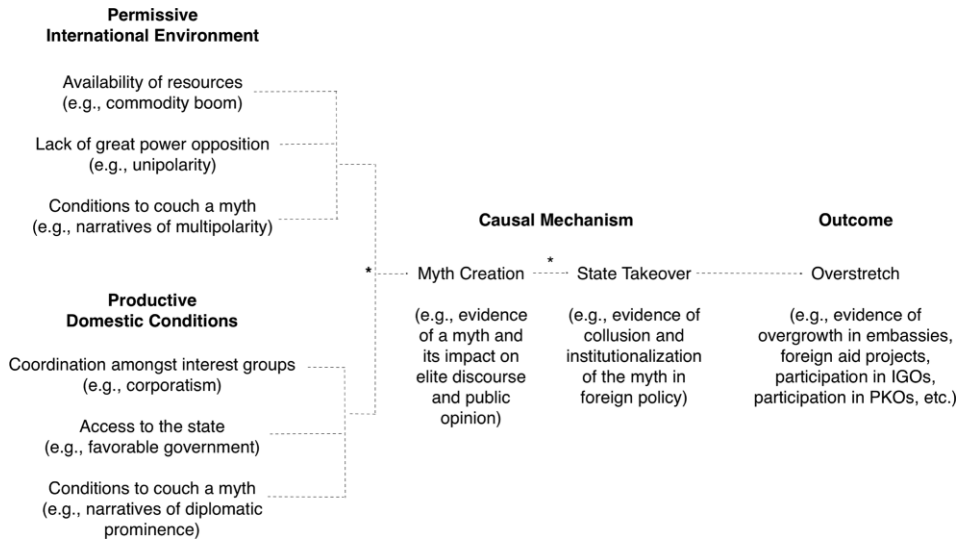 Permissive
International Environment
Availability of resources
(e.g., commodity boom)
Lack of great power opposition
(e.g., unipolarity)
Conditions to couch a myth
(e.g., narratives of multipolarity)
Productive
Domestic Conditions
Coordination amongst interest groups
(e.g., corporatism)
Access to the state
(e.g., favorable government)
Conditions to couch a myth
(e.g., narratives of diplomatic
prominence)
*
Causal Mechanism
Myth Creation
(e.g., evidence
of a myth and
its impact on
elite discourse
and public
opinion)
*
State Takeover
(e.g., evidence of
collusion and
institutionalization
of the myth in
foreign policy)
Outcome
Overstretch
(e.g., evidence of
overgrowth in embassies,
foreign aid projects,
participation in IGOs,
participation in PKOs, etc.)